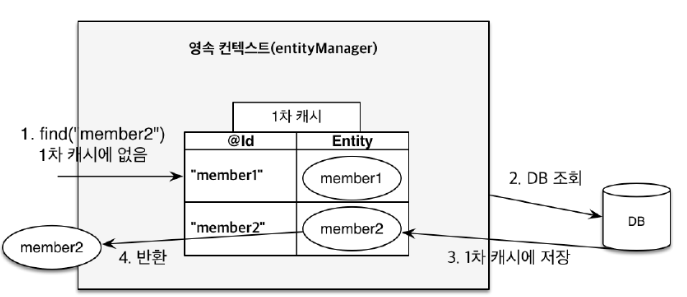 영속 컨텍스트(entityManager)
1차 캐시
1. find("member2")
1차 캐시에 없음
@Id
Entity
"member1"
member1
2. DB 조회
"member2"
member2
DB
member2
4. 반환
3. 1차 캐시에 저장